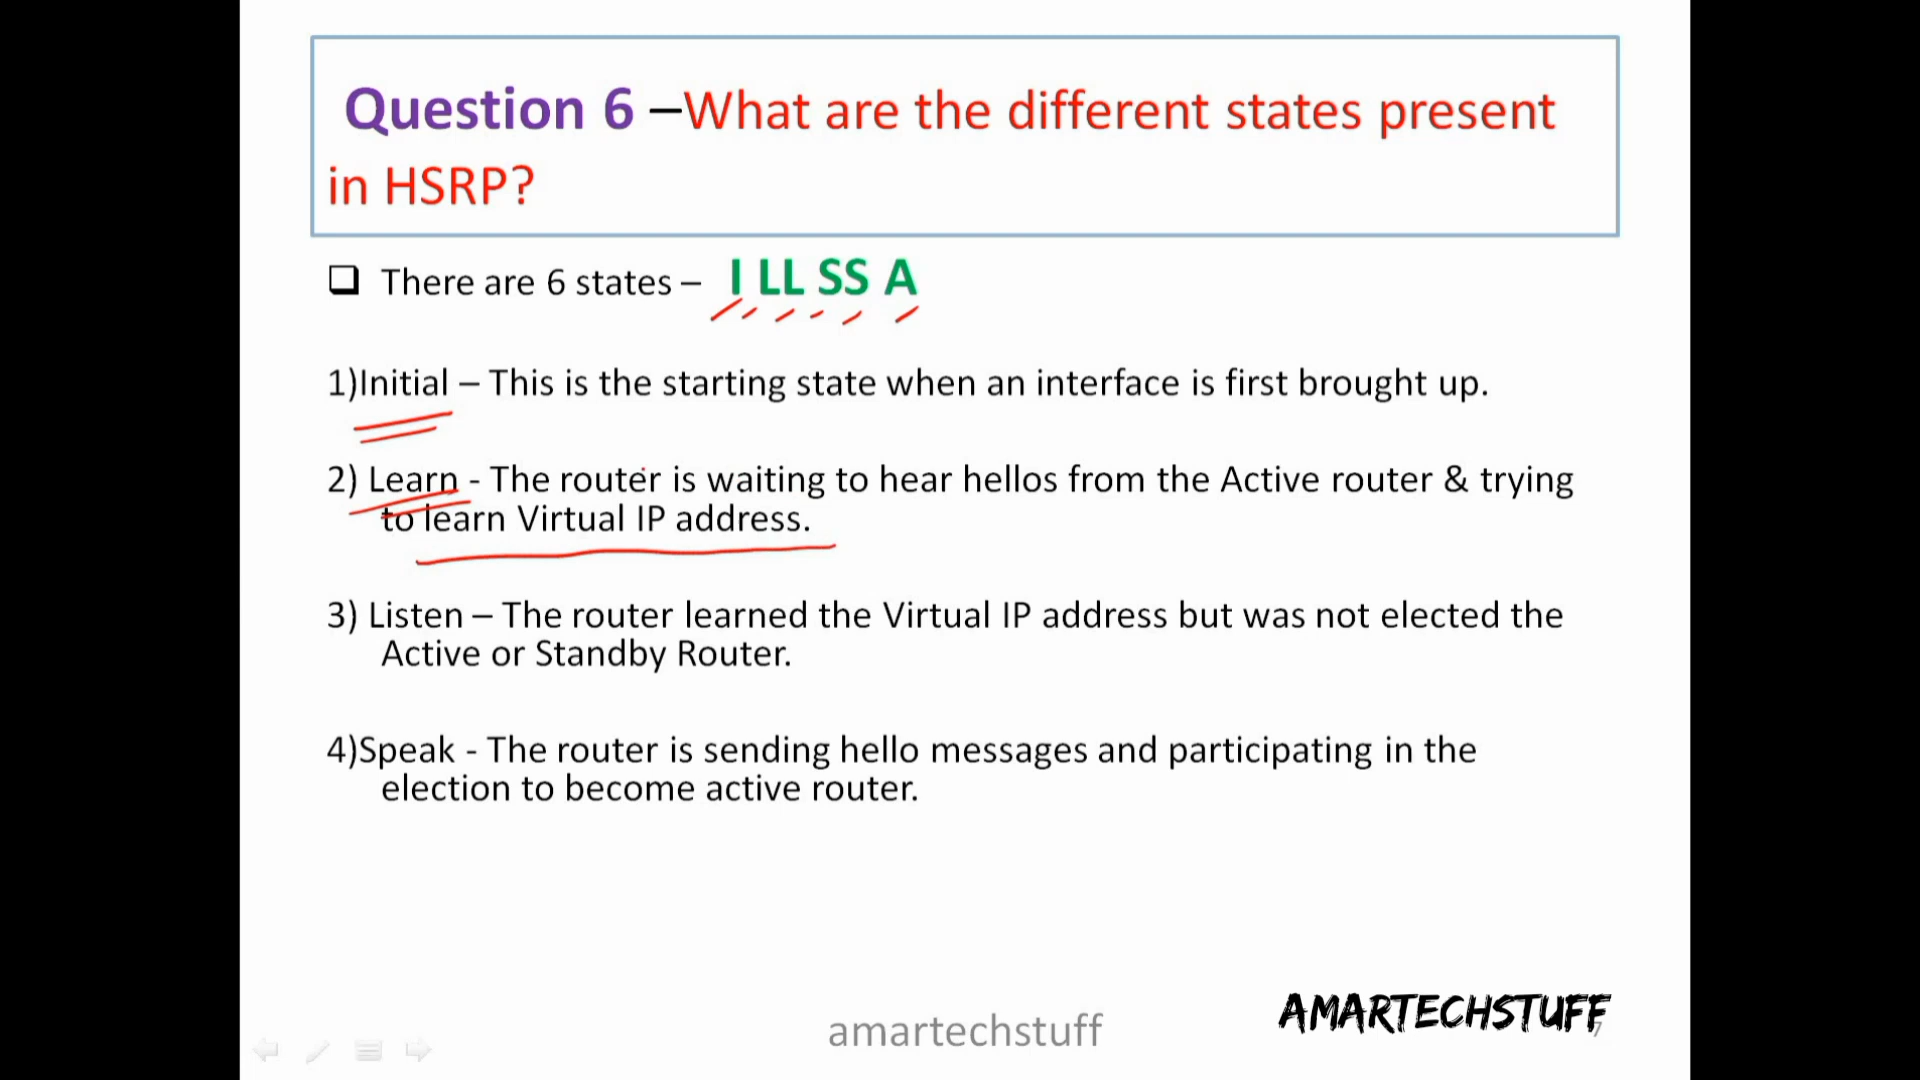 Question 6 –What are the different states present
in HSRP?
❑ There are 6 states – I LL SS A
1)Initial – This is the starting state when an interface is first brought up.
2) Learn - The router is waiting to hear hellos from the Active router & trying
to learn Virtual IP address.
3) Listen – The router learned the Virtual IP address but was not elected the
Active or Standby Router.
4)Speak - The router is sending hello messages and participating in the
election to become active router.
amartechstuff
AMARTECHSTUFF
7